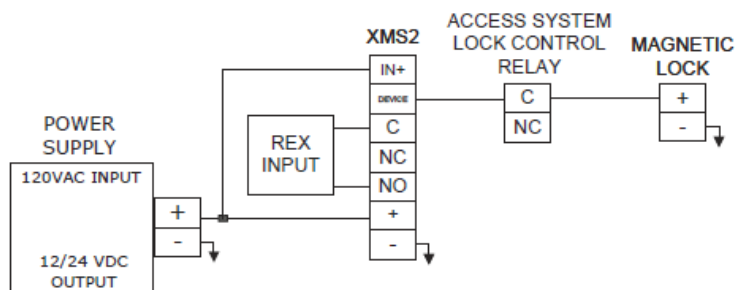 ACCESS SYSTEM
LOCK CONTROL
RELAY
XMS2
MAGNETIC
LOCK
IN+
DEVICE
C
NC
NO
+
-
C
NC
+
-
REX
INPUT
POWER
SUPPLY
120VAC INPUT
12/24 VDC
OUTPUT
+
-